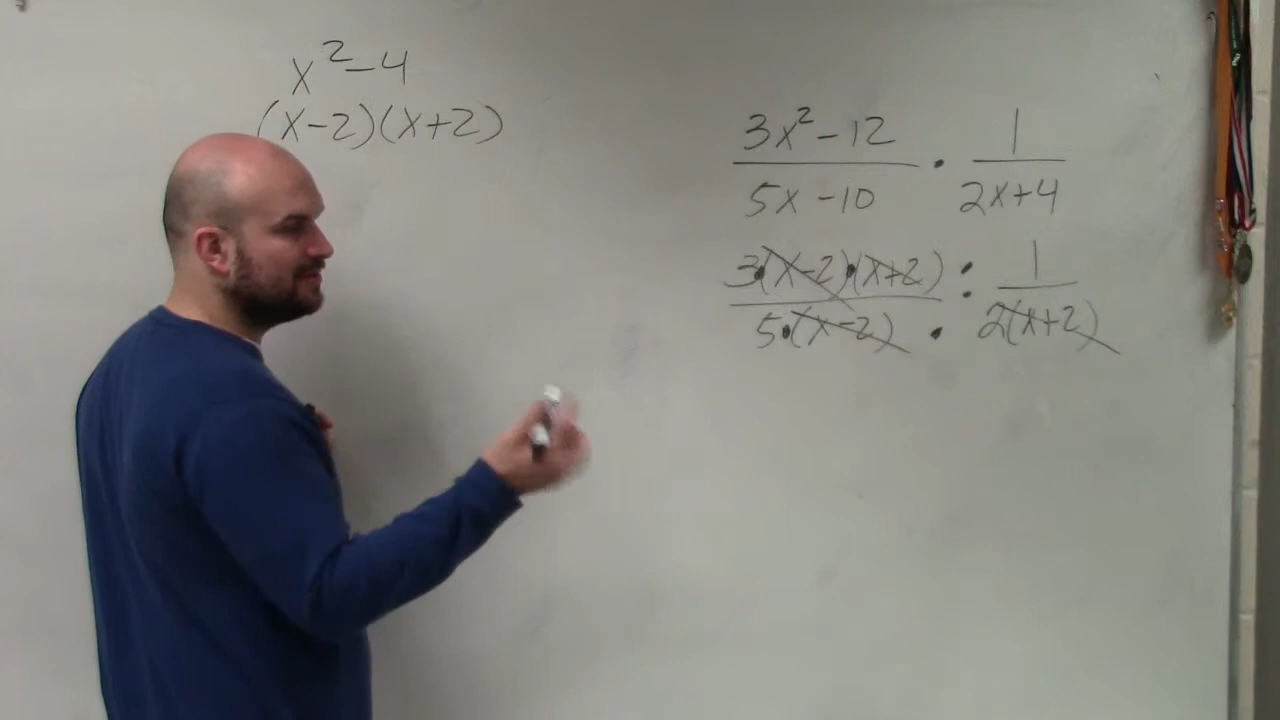 x²-4
(x-2)(x+2)
3x²-12 · 1
5x-10 2x+4
3·(x-2)·(x+2) · 1
5·(x-2) · 2(x+2)